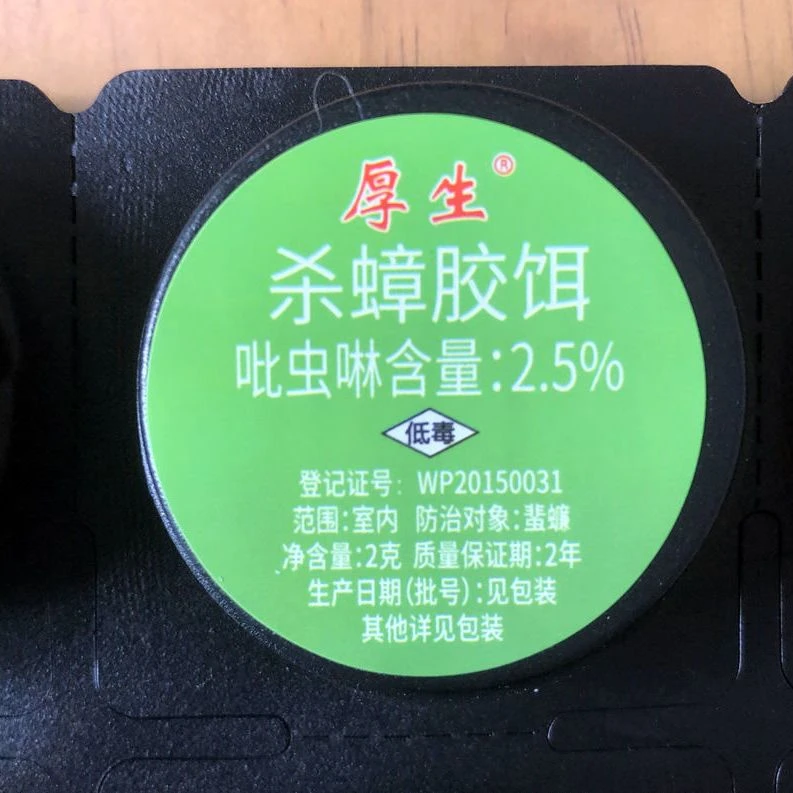 厚生®
杀蟑胶饵
吡虫啉含量:2.5%
低毒
登记证号: WP20150031
范围:室内 防治对象:蜚蠊
净含量:2克 质量保证期:2年
生产日期(批号):见包装
其他详见包装